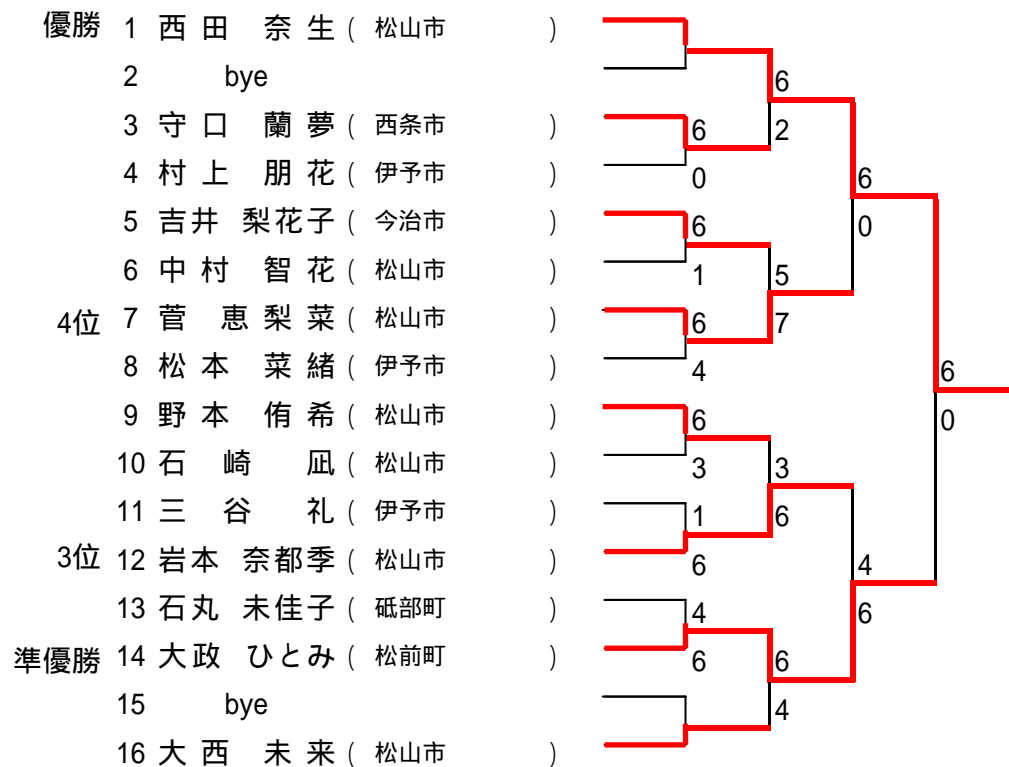 優勝 1 西田 奈生 ( 松山市 )
2 bye
6
3 守口 蘭夢 ( 西条市 ) 6 2
4 村上 朋花 ( 伊予市 ) 0 6
5 吉井 梨花子 ( 今治市 ) 6 0
6 中村 智花 ( 松山市 ) 1 5
4位 7 菅 恵梨菜 ( 松山市 ) 6 7
8 松本 菜緒 ( 伊予市 ) 4 6
9 野本 侑希 ( 松山市 ) 6 0
10 石崎 凪 ( 松山市 ) 3 3
11 三谷 礼 ( 伊予市 ) 1 6
3位 12 岩本 奈都季 ( 松山市 ) 6 4
13 石丸 未佳子 ( 砥部町 ) 4 6
準優勝 14 大政 ひとみ ( 松前町 ) 6 6
15 bye 4
16 大西 未来 ( 松山市 )